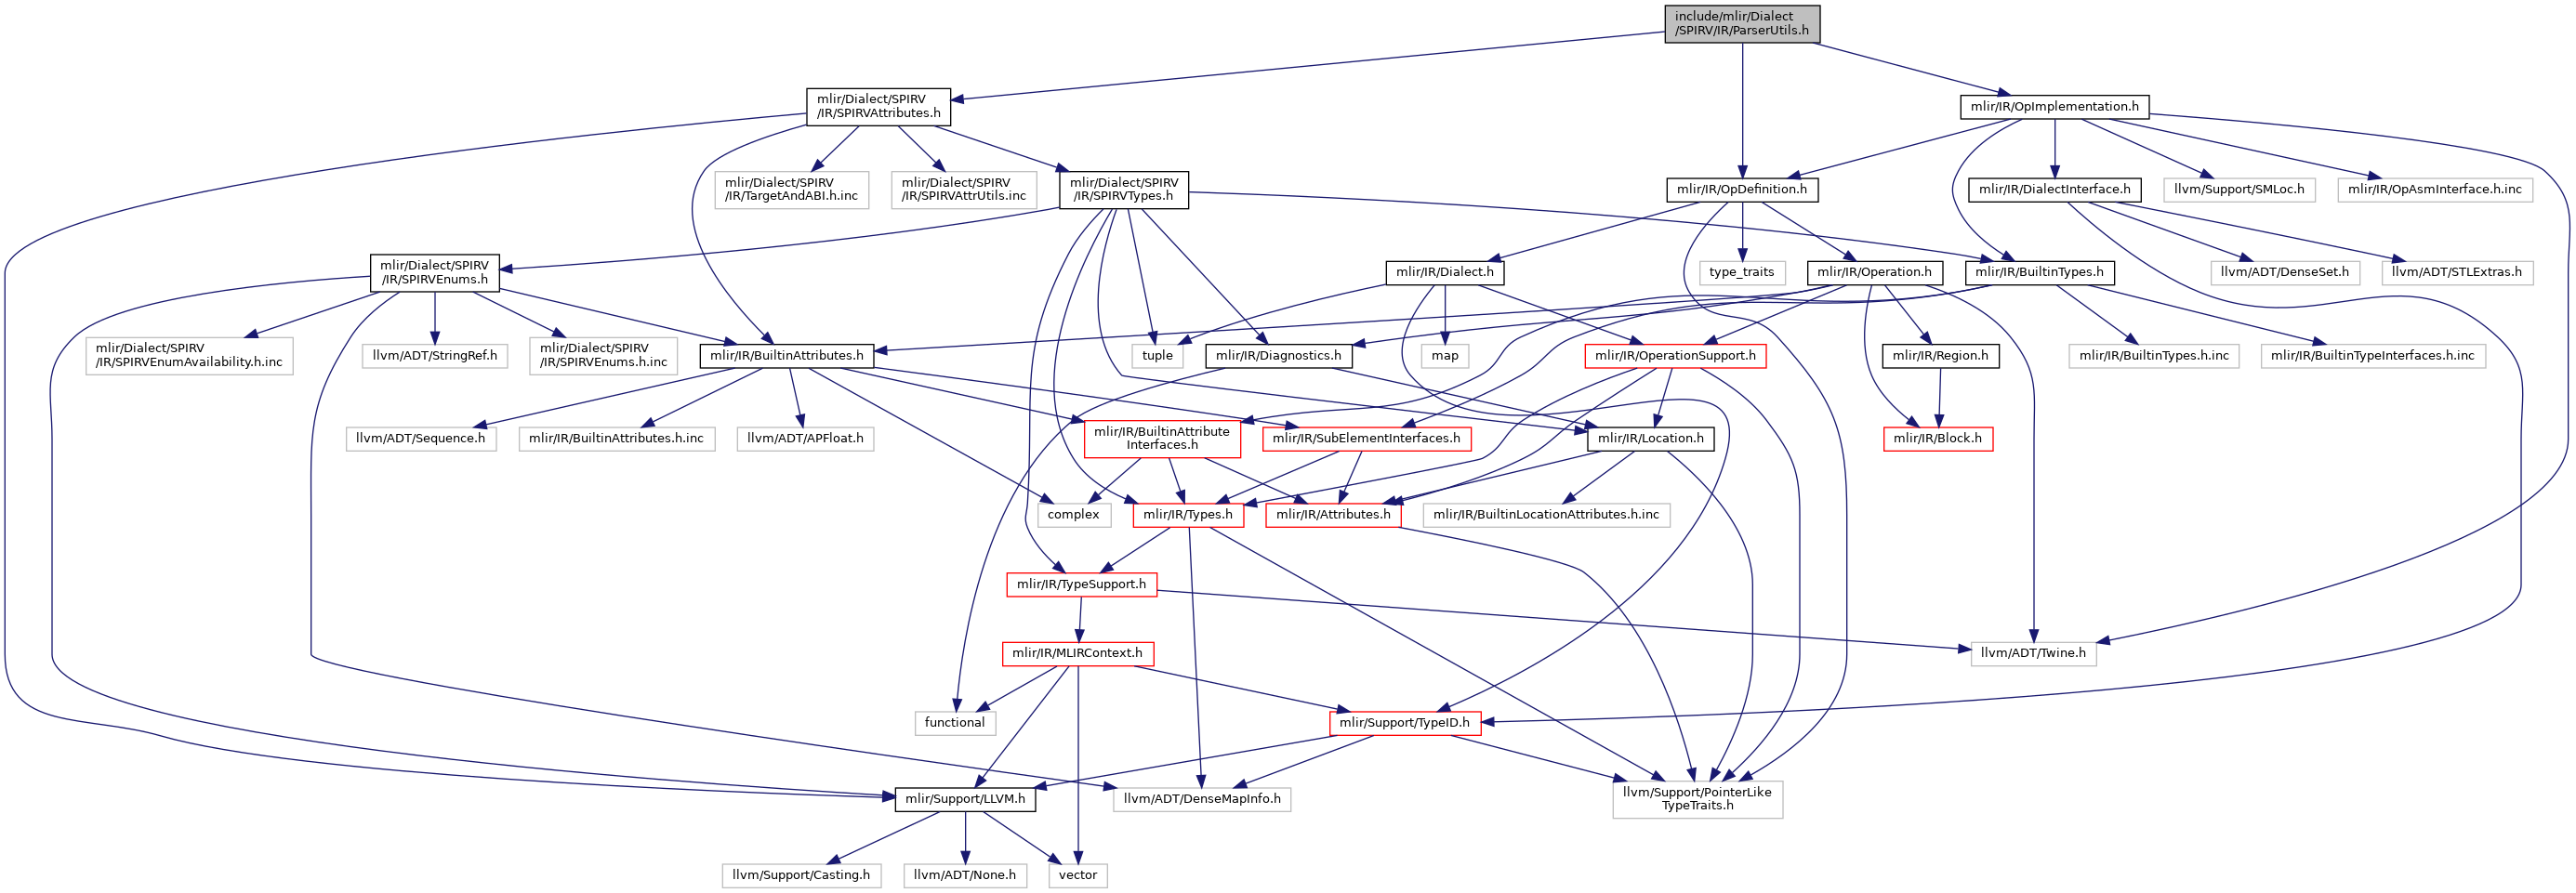 include/mlir/Dialect
/SPIRV/IR/ParserUtils.h
mlir/Dialect/SPIRV
/IR/SPIRVAttributes.h
mlir/IR/OpImplementation.h
mlir/Dialect/SPIRV
/IR/TargetAndABI.h.inc
mlir/Dialect/SPIRV
/IR/SPIRVAttrUtils.inc
mlir/Dialect/SPIRV
/IR/SPIRVTypes.h
mlir/IR/OpDefinition.h
mlir/IR/DialectInterface.h
llvm/Support/SMLoc.h
mlir/IR/OpAsmInterface.h.inc
mlir/Dialect/SPIRV
/IR/SPIRVEnums.h
mlir/IR/Dialect.h
type_traits
mlir/IR/Operation.h
mlir/IR/BuiltinTypes.h
llvm/ADT/DenseSet.h
llvm/ADT/STLExtras.h
mlir/Dialect/SPIRV
/IR/SPIRVEnumAvailability.h.inc
llvm/ADT/StringRef.h
mlir/Dialect/SPIRV
/IR/SPIRVEnums.h.inc
mlir/IR/BuiltinAttributes.h
tuple
mlir/IR/Diagnostics.h
map
mlir/IR/OperationSupport.h
mlir/IR/Region.h
mlir/IR/BuiltinTypes.h.inc
mlir/IR/BuiltinTypeInterfaces.h.inc
llvm/ADT/Sequence.h
mlir/IR/BuiltinAttributes.h.inc
llvm/ADT/APFloat.h
mlir/IR/BuiltinAttribute
Interfaces.h
mlir/IR/SubElementInterfaces.h
mlir/IR/Location.h
mlir/IR/Block.h
complex
mlir/IR/Types.h
mlir/IR/Attributes.h
mlir/IR/BuiltinLocationAttributes.h.inc
mlir/IR/TypeSupport.h
mlir/IR/MLIRContext.h
llvm/ADT/Twine.h
functional
mlir/Support/TypeID.h
mlir/Support/LLVM.h
llvm/ADT/DenseMapInfo.h
llvm/Support/PointerLike
TypeTraits.h
llvm/Support/Casting.h
llvm/ADT/None.h
vector